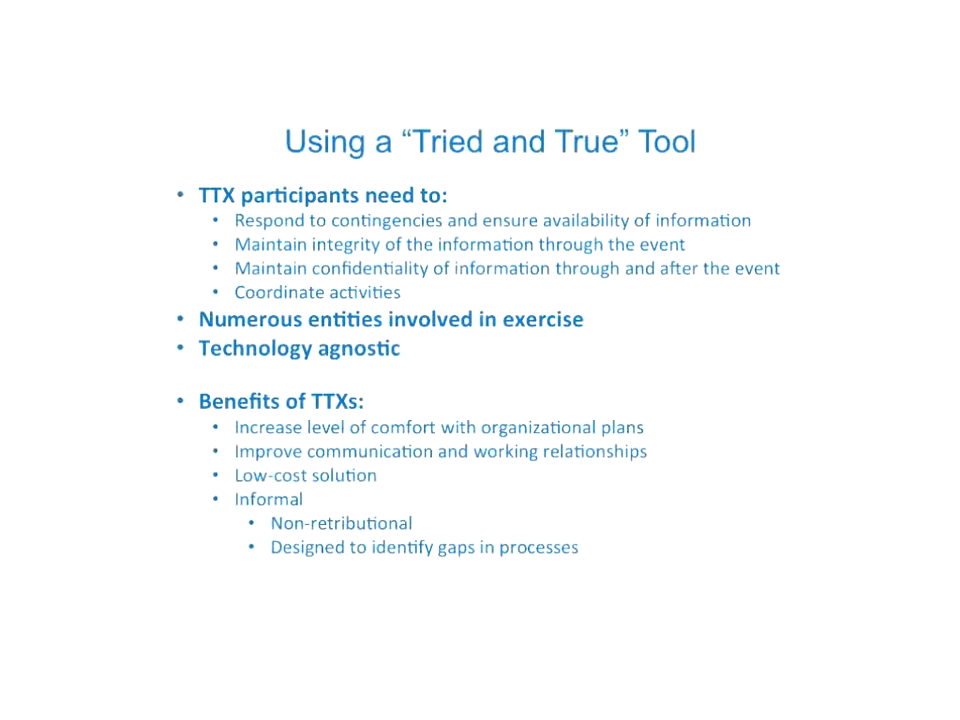 Using a “Tried and True” Tool
• TTX participants need to:
• Respond to contingencies and ensure availability of information
• Maintain integrity of the information through the event
• Maintain confidentiality of information through and after the event
• Coordinate activities
• Numerous entities involved in exercise
• Technology agnostic
• Benefits of TTXs:
• Increase level of comfort with organizational plans
• Improve communication and working relationships
• Low-cost solution
• Informal
• Non-retributional
• Designed to identify gaps in processes